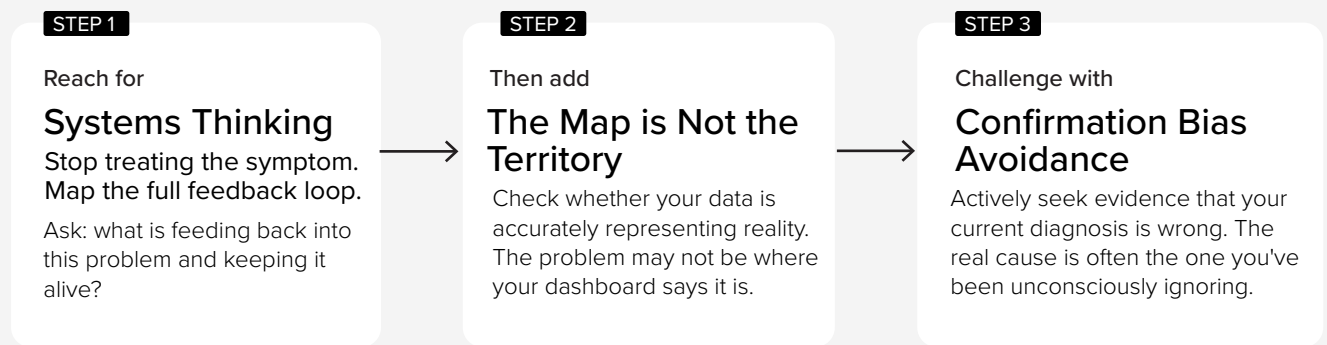 STEP 1
Reach for
Systems Thinking
Stop treating the symptom.
Map the full feedback loop.
Ask: what is feeding back into
this problem and keeping it
alive?
STEP 2
Then add
The Map is Not the
Territory
Check whether your data is
accurately representing reality.
The problem may not be where
your dashboard says it is.
STEP 3
Challenge with
Confirmation Bias
Avoidance
Actively seek evidence that your
current diagnosis is wrong. The
real cause is often the one you've
been unconsciously ignoring.